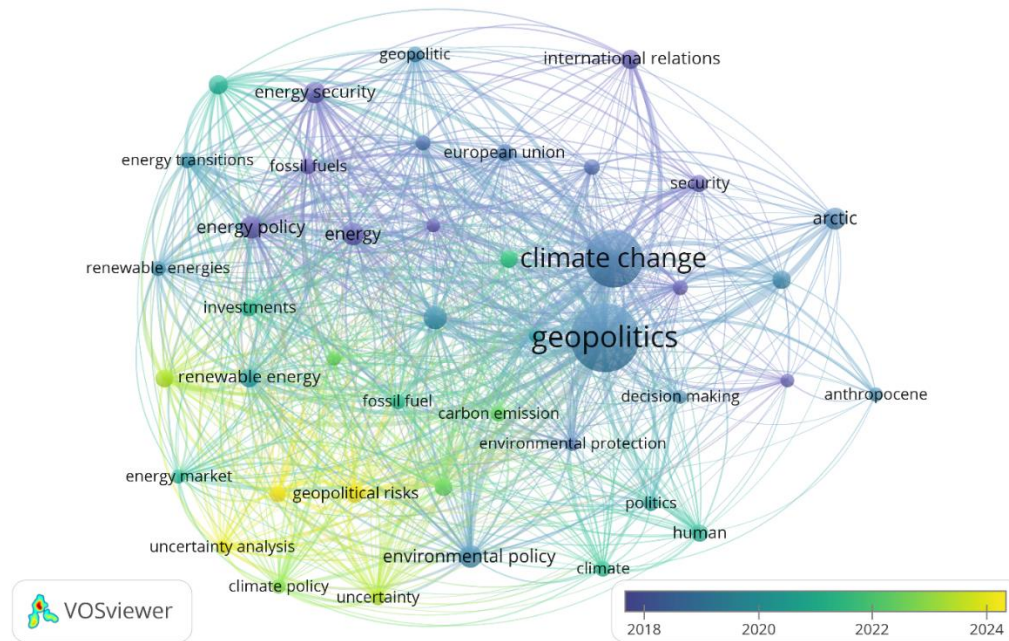 geopolitic
international relations
energy security
energy transitions
fossil fuels
european union
security
energy policy
energy
arctic
climate change
renewable energies
investments
geopolitics
renewable energy
fossil fuel
carbon emission
decision making
anthropocene
environmental protection
energy market
geopolitical risks
politics
human
uncertainty analysis
environmental policy
climate
climate policy
uncertainty
VOSviewer
2018 2020 2022 2024